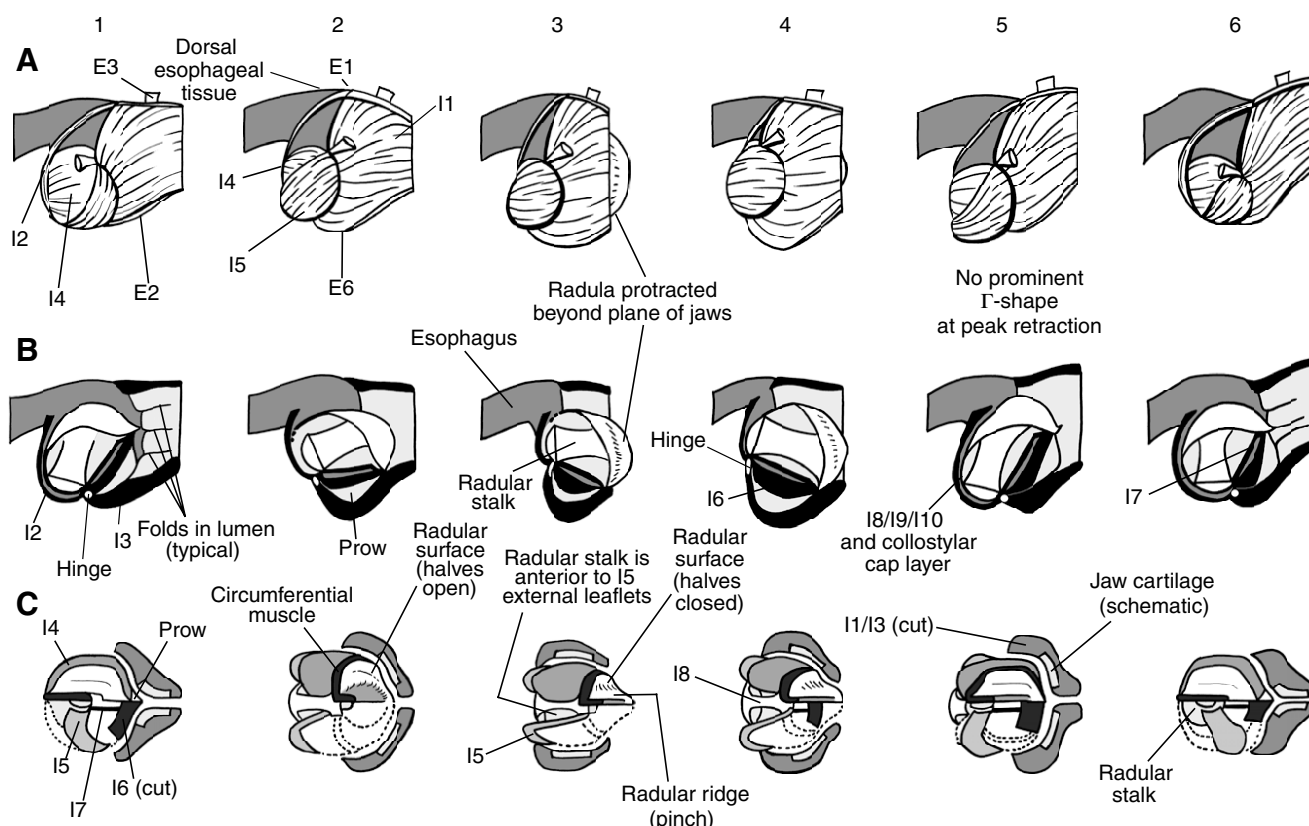 1 2 3 4 5 6
A
E3
Dorsal
esophageal
tissue
E1
I1
I2
I4
E2
I4
I5
E6
Radula protracted
beyond plane of jaws
No prominent
Γ-shape
at peak retraction
B
Esophagus
I2
Hinge
I3
Folds in lumen
(typical)
Prow
Radular
stalk
Hinge
I6
I8/I9/I10
and collostylar
cap layer
I7
C
I4
Prow
I5
I7
I6 (cut)
Circumferential
muscle
Radular
surface
(halves
open)
Radular stalk is
anterior to I5
external leaflets
I5
Radular
surface
(halves
closed)
Radular ridge
(pinch)
I8
I1/I3 (cut)
Jaw cartilage
(schematic)
Radular
stalk